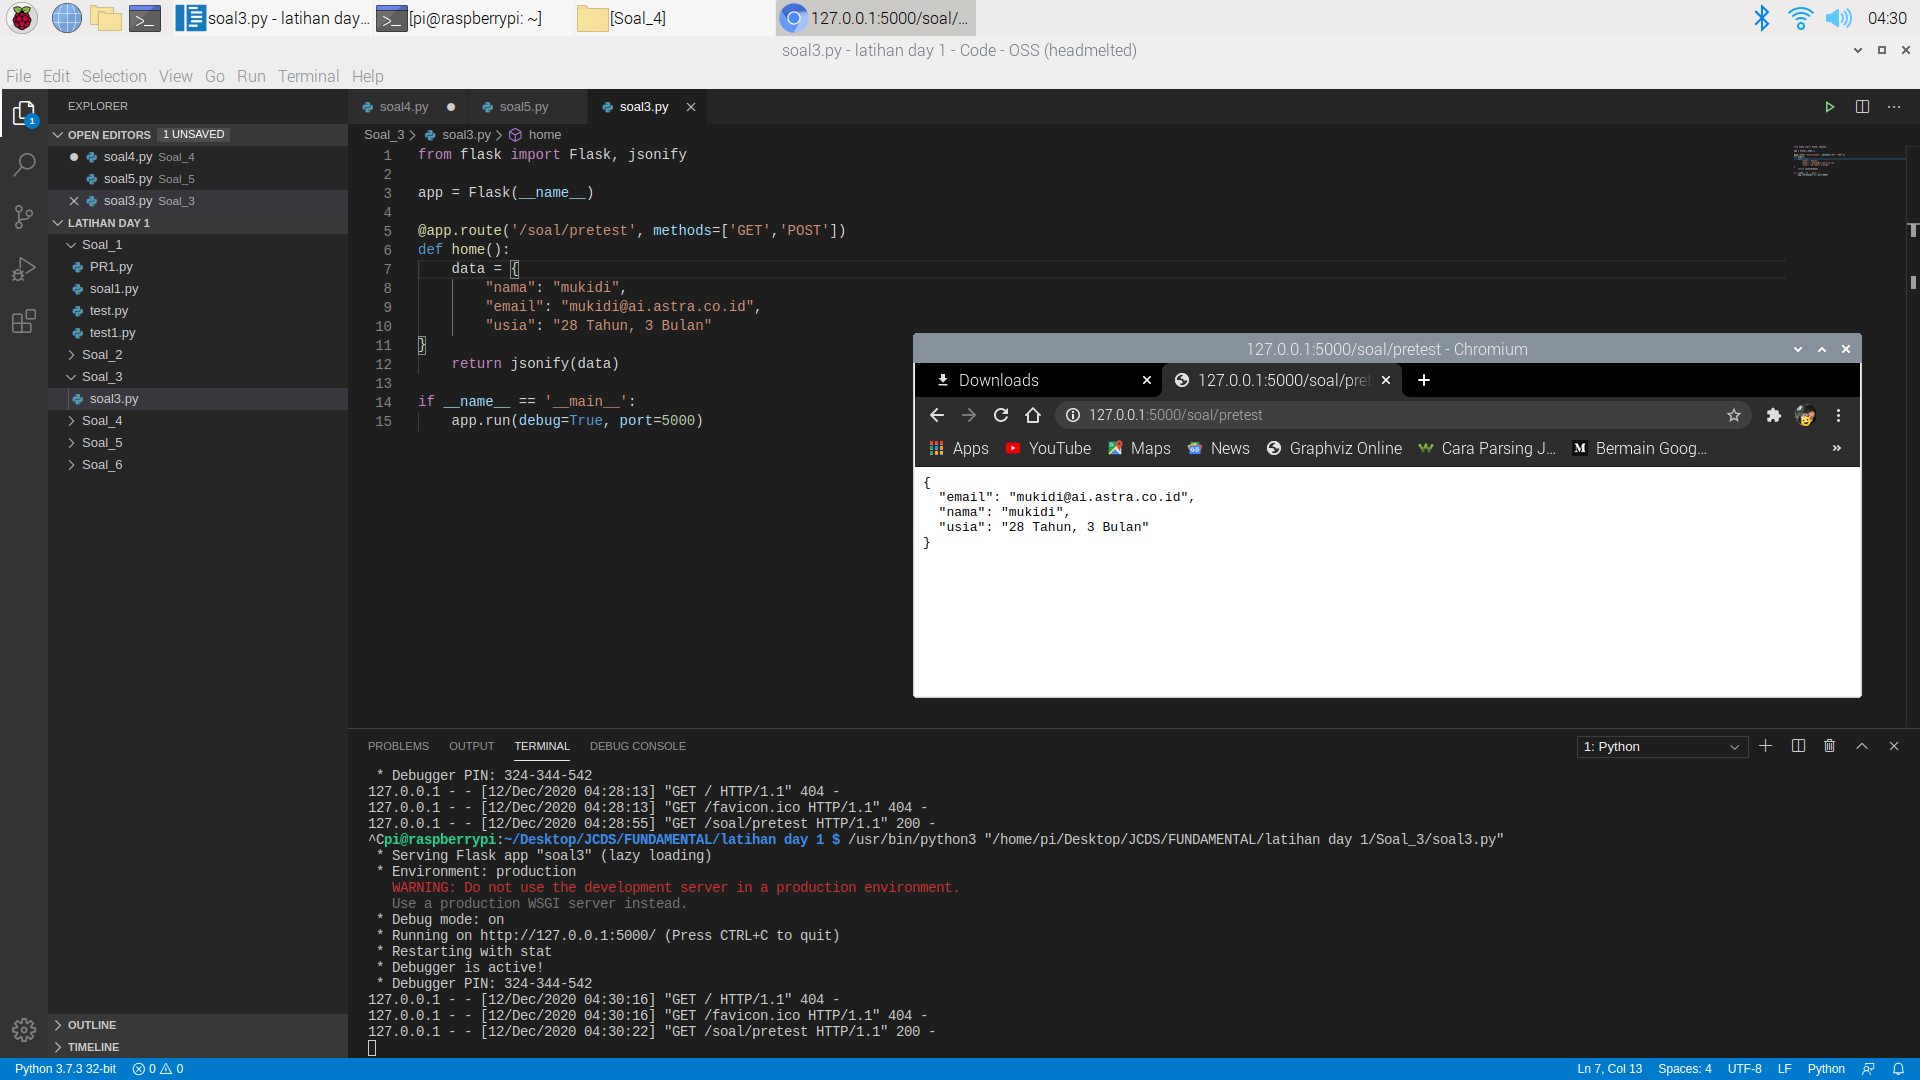 soal3.py - latihan day...
[pi@raspberrypi: ~]
[Soal_4]
127.0.0.1:5000/soal/...
04:30
soal3.py - latihan day 1 - Code - OSS (headmelted)
File Edit Selection View Go Run Terminal Help
EXPLORER
OPEN EDITORS 1 UNSAVED
soal4.py Soal_4
soal5.py Soal_5
soal3.py Soal_3
LATIHAN DAY 1
Soal_1
PR1.py
soal1.py
test.py
test1.py
Soal_2
Soal_3
soal3.py
Soal_4
Soal_5
Soal_6
OUTLINE
TIMELINE
1
soal4.py
soal5.py
soal3.py
Soal_3 > soal3.py > home
1 from flask import Flask, jsonify
2
3 app = Flask(__name__)
4
5 @app.route('/soal/pretest', methods=['GET','POST'])
6 def home():
7     data = {
8         "nama": "mukidi",
9         "email": "mukidi@ai.astra.co.id",
10         "usia": "28 Tahun, 3 Bulan"
11 }
12     return jsonify(data)
13
14 if __name__ == '__main__':
15     app.run(debug=True, port=5000)
127.0.0.1:5000/soal/pretest - Chromium
Downloads
127.0.0.1:5000/soal/pret
127.0.0.1:5000/soal/pretest
Apps YouTube Maps News Graphviz Online Cara Parsing J... Bermain Goog... »
{
  "email": "mukidi@ai.astra.co.id",
  "nama": "mukidi",
  "usia": "28 Tahun, 3 Bulan"
}
PROBLEMS OUTPUT TERMINAL DEBUG CONSOLE
1: Python
 * Debugger PIN: 324-344-542
127.0.0.1 - - [12/Dec/2020 04:28:13] "GET / HTTP/1.1" 404 -
127.0.0.1 - - [12/Dec/2020 04:28:13] "GET /favicon.ico HTTP/1.1" 404 -
127.0.0.1 - - [12/Dec/2020 04:28:55] "GET /soal/pretest HTTP/1.1" 200 -
^Cpi@raspberrypi:~/Desktop/JCDS/FUNDAMENTAL/latihan day 1 $ /usr/bin/python3 "/home/pi/Desktop/JCDS/FUNDAMENTAL/latihan day 1/Soal_3/soal3.py"
 * Serving Flask app "soal3" (lazy loading)
 * Environment: production
   WARNING: Do not use the development server in a production environment.
   Use a production WSGI server instead.
 * Debug mode: on
 * Running on http://127.0.0.1:5000/ (Press CTRL+C to quit)
 * Restarting with stat
 * Debugger is active!
 * Debugger PIN: 324-344-542
127.0.0.1 - - [12/Dec/2020 04:30:16] "GET / HTTP/1.1" 404 -
127.0.0.1 - - [12/Dec/2020 04:30:16] "GET /favicon.ico HTTP/1.1" 404 -
127.0.0.1 - - [12/Dec/2020 04:30:22] "GET /soal/pretest HTTP/1.1" 200 -
Python 3.7.3 32-bit 0 0
Ln 7, Col 13 Spaces: 4 UTF-8 LF Python